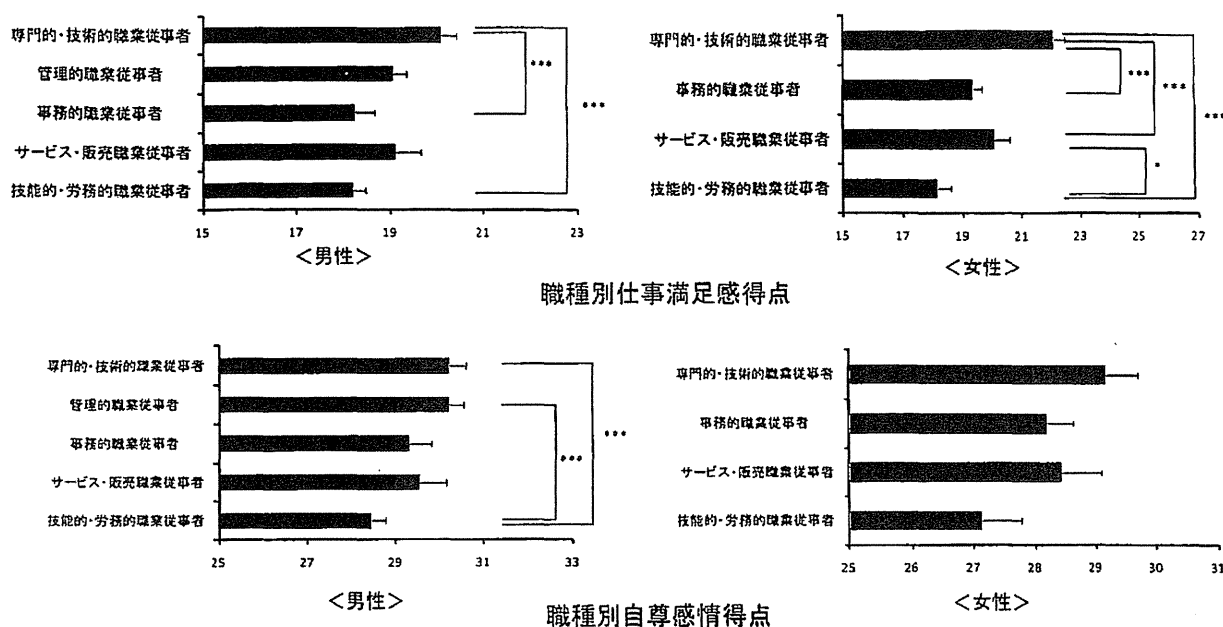 専門的・技術的職業従事者
管理的職業従事者
事務的職業従事者
サービス・販売職業従事者
技能的・労務的職業従事者
***
***
15 17 19 21 23
<男性>
専門的・技術的職業従事者
事務的職業従事者
サービス・販売職業従事者
技能的・労務的職業従事者
***
***
***
*
15 17 19 21 23 25 27
<女性>
職種別仕事満足感得点
専門的・技術的職業従事者
管理的職業従事者
事務的職業従事者
サービス・販売職業従事者
技能的・労務的職業従事者
***
***
25 27 29 31 33
<男性>
専門的・技術的職業従事者
事務的職業従事者
サービス・販売職業従事者
技能的・労務的職業従事者
25 26 27 28 29 30 31
<女性>
職種別自尊感情得点